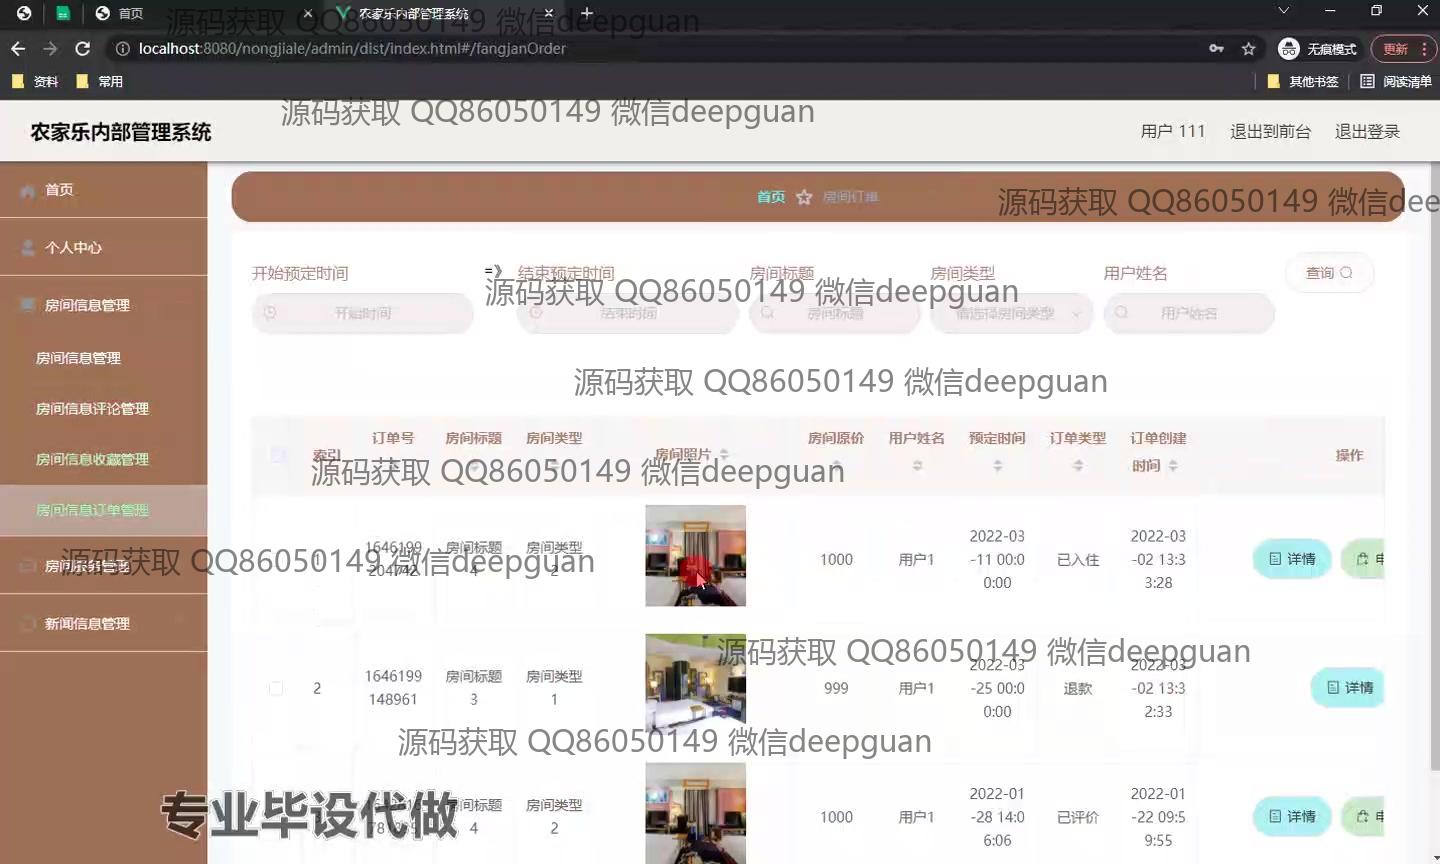 首页
农家乐内部管理系统
源码获取 QQ86050149 微信deepguan
localhost:8080/nongjiale/admin/dist/index.html#/fangjanOrder
无痕模式
更新
资料
常用
其他书签
阅读清单
农家乐内部管理系统
源码获取 QQ86050149 微信deepguan
用户 111
退出到前台
退出登录
首页
首页
房间订单
源码获取 QQ86050149 微信dee
个人中心
房间信息管理
房间信息管理
房间信息评论管理
房间信息收藏管理
房间信息订单管理
新闻信息管理
开始预定时间
=》
结束预定时间
房间标题
房间类型
用户姓名
查询
源码获取 QQ86050149 微信deepguan
开始时间
结束时间
房间标题
请选择房间类型
用户姓名
源码获取 QQ86050149 微信deepguan
索引
订单号
房间标题
房间类型
房间照片
房间原价
用户姓名
预定时间
订单类型
订单创建
时间
操作
源码获取 QQ86050149 微信deepguan
1646199
204742
房间标题
4
房间类型
2
1000
用户1
2022-03
-11 00:0
0:00
已入住
2022-03
-02 13:3
3:28
详情
源码获取 QQ86050149 微信deepguan
2
1646199
148961
房间标题
3
房间类型
1
999
用户1
2022-03
-25 00:0
0:00
退款
2022-03
-02 13:3
2:33
详情
源码获取 QQ86050149 微信deepguan
源码获取 QQ86050149 微信deepguan
房间标题
4
房间类型
2
1000
用户1
2022-01
-28 14:0
6:06
已评价
2022-01
-22 09:5
9:55
详情
专业毕设代做